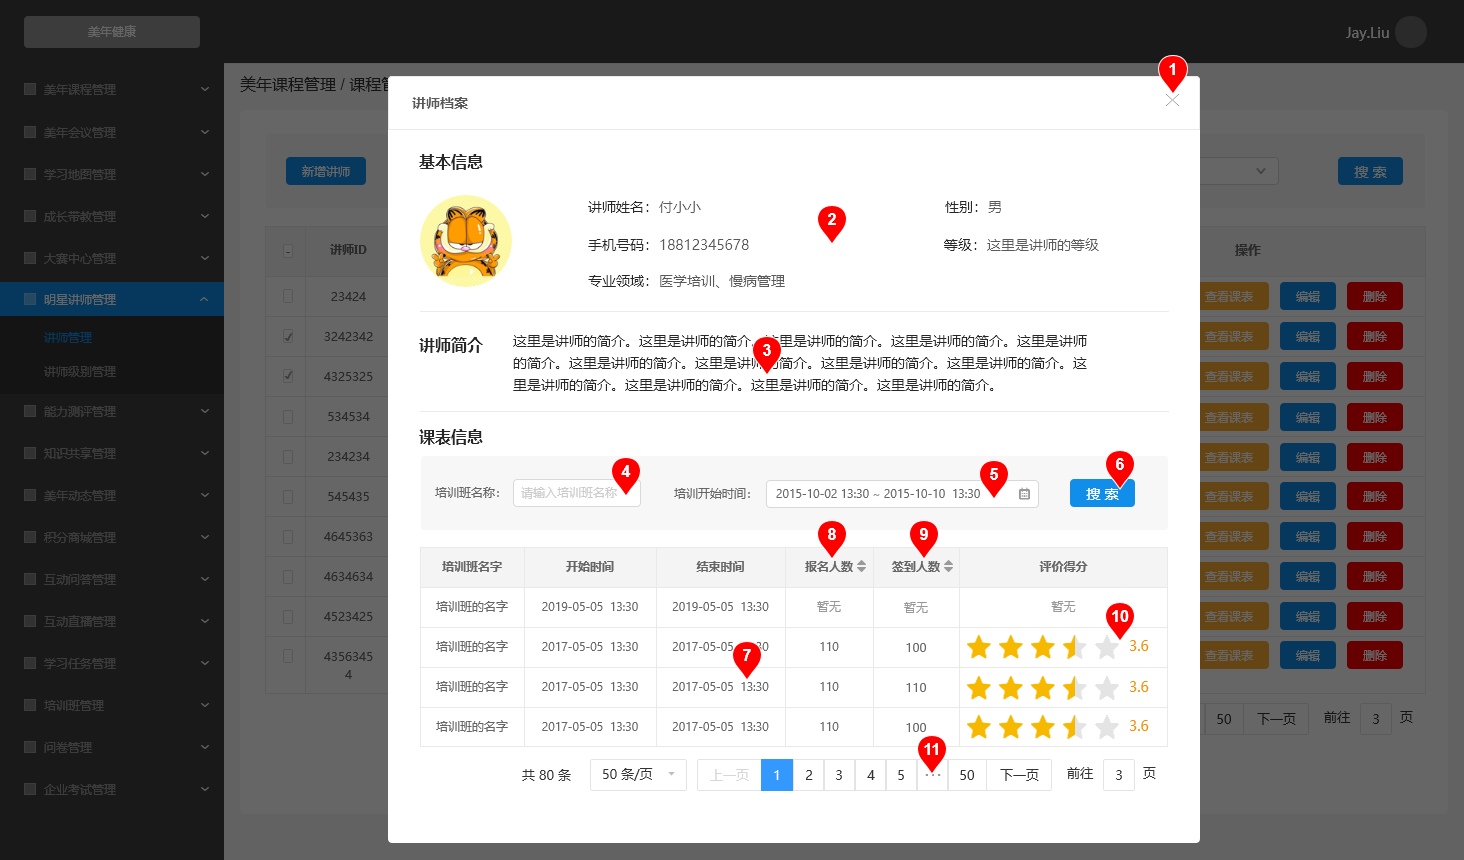 美年健康
Jay.Liu
美年课程管理
美年会议管理
学习地图管理
成长带教管理
大赛中心管理
明星讲师管理
讲师管理
讲师级别管理
能力测评管理
知识共享管理
美年动态管理
积分商城管理
互动问答管理
互动直播管理
学习任务管理
培训班管理
问卷管理
企业考试管理
美年课程管理 / 课程
新增讲师
搜 索
讲师ID
操作
23424
查看课表 编辑 删除
3242342
查看课表 编辑 删除
4325325
查看课表 编辑 删除
534534
查看课表 编辑 删除
234234
查看课表 编辑 删除
545435
查看课表 编辑 删除
4645363
查看课表 编辑 删除
4634634
查看课表 编辑 删除
4523425
查看课表 编辑 删除
4356345
4
查看课表 编辑 删除
50 下一页 前往 3 页
讲师档案
1
基本信息
讲师姓名： 付小小
2
性别： 男
手机号码： 18812345678
等级： 这里是讲师的等级
专业领域： 医学培训、慢病管理
讲师简介
这里是讲师的简介。这里是讲师的简介。这里是讲师的简介。这里是讲师的简介。这里是讲师
的简介。这里是讲师的简介。这里是讲师的简介。这里是讲师的简介。这里是讲师的简介。这
里是讲师的简介。这里是讲师的简介。这里是讲师的简介。这里是讲师的简介。
3
课表信息
培训班名称： 请输入培训班名称
4
培训开始时间： 2015-10-02 13:30 ~ 2015-10-10 13:30
5
搜 索
6
培训班名字 开始时间 结束时间 报名人数 签到人数 评价得分
8
9
培训班的名字 2019-05-05 13:30 2019-05-05 13:30 暂无 暂无 暂无
培训班的名字 2017-05-05 13:30 2017-05-05 13:30 110 100 3.6
10
培训班的名字 2017-05-05 13:30 2017-05-05 13:30 110 110 3.6
7
培训班的名字 2017-05-05 13:30 2017-05-05 13:30 110 100 3.6
11
共 80 条 50 条/页 上一页 1 2 3 4 5 ··· 50 下一页 前往 3 页